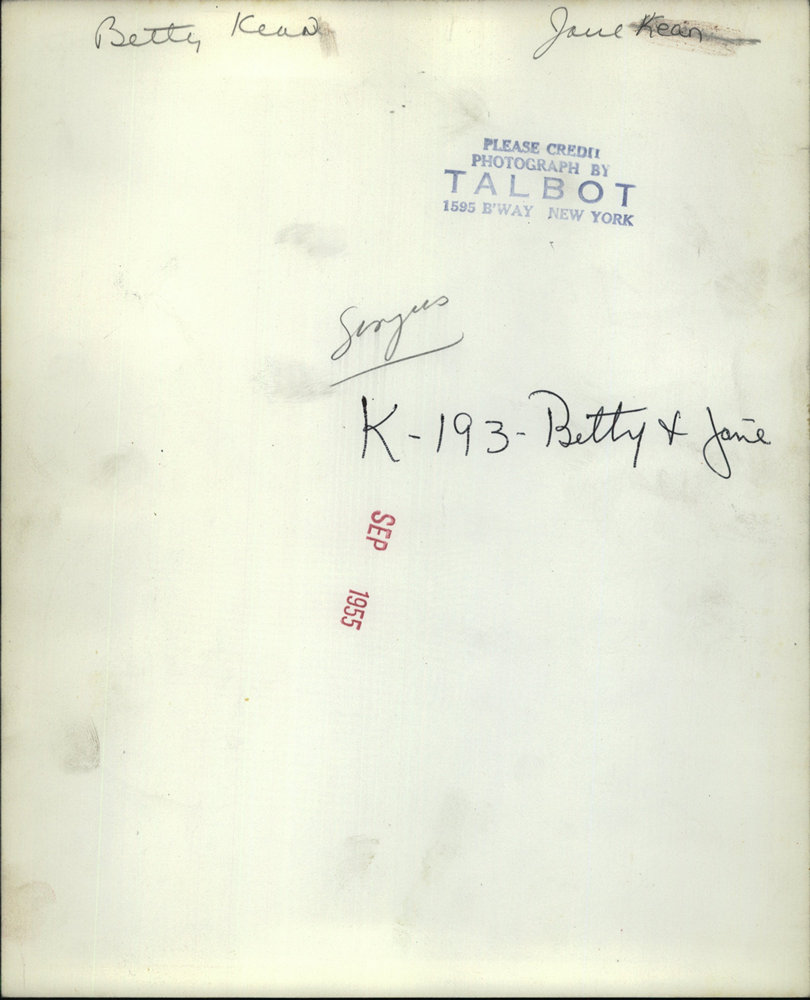 Betty Kean
Jane Kean
PLEASE CREDIT
PHOTOGRAPH BY
TALBOT
1595 B'WAY NEW YORK
K-193-Betty & Jane
SEP 1955